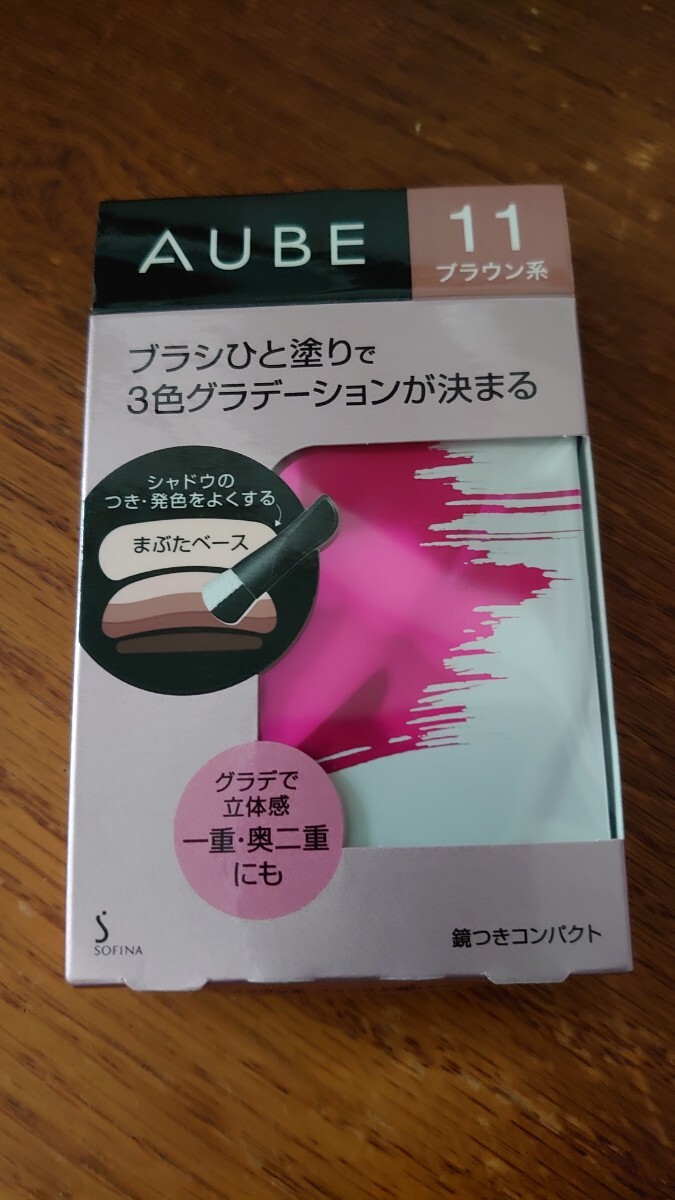 AUBE
11
ブラウン系
ブラシひと塗りで
3色グラデーションが決まる
シャドウの
つき・発色をよくする
まぶたベース
グラデで
立体感
一重・奥二重
にも
SOFINA
鏡つきコンパクト